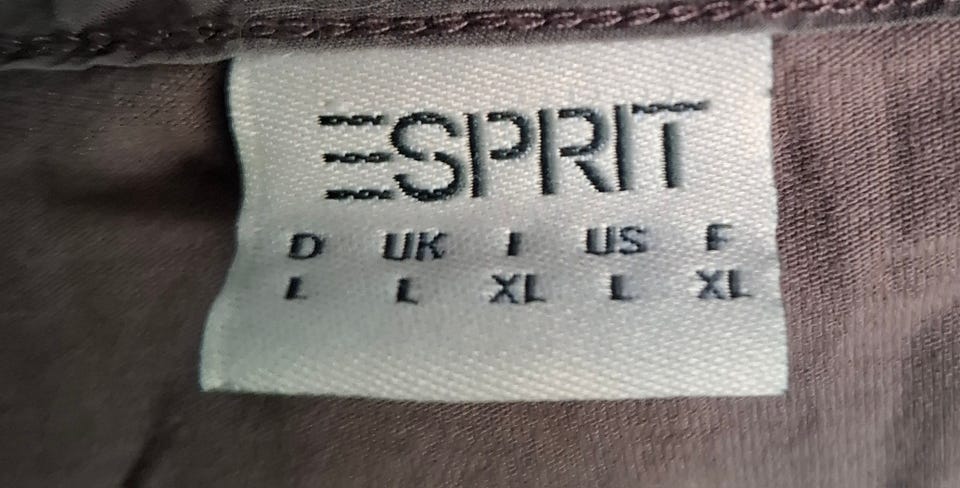 ESPRIT
D UK I US F
L L XL L XL